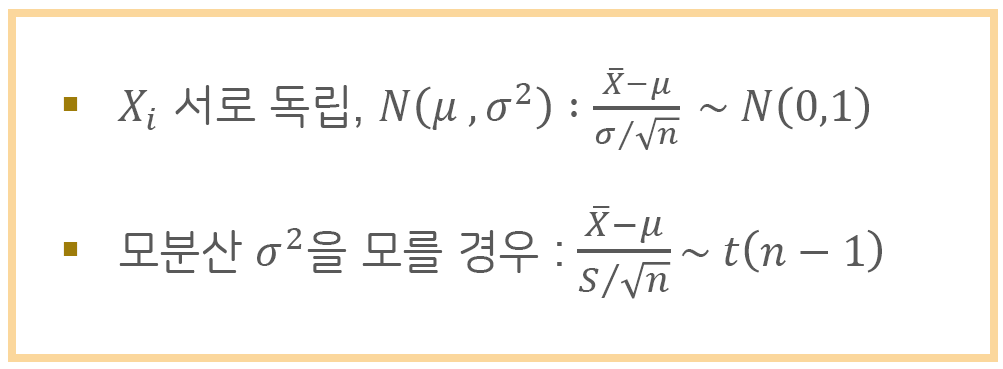 ▪ Xᵢ 서로 독립, N(μ , σ²) : (X̄−μ)/(σ/√n) ~ N(0,1)
▪ 모분산 σ²을 모를 경우 : (X̄−μ)/(S/√n) ~ t(n − 1)